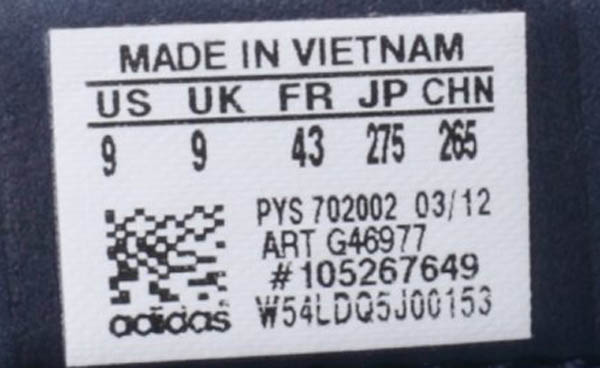 MADE IN VIETNAM
US UK FR JP CHN
9 9 43 275 265
PYS 702002 03/12
ART G46977
#105267649
adidas W54LDQ5J00153